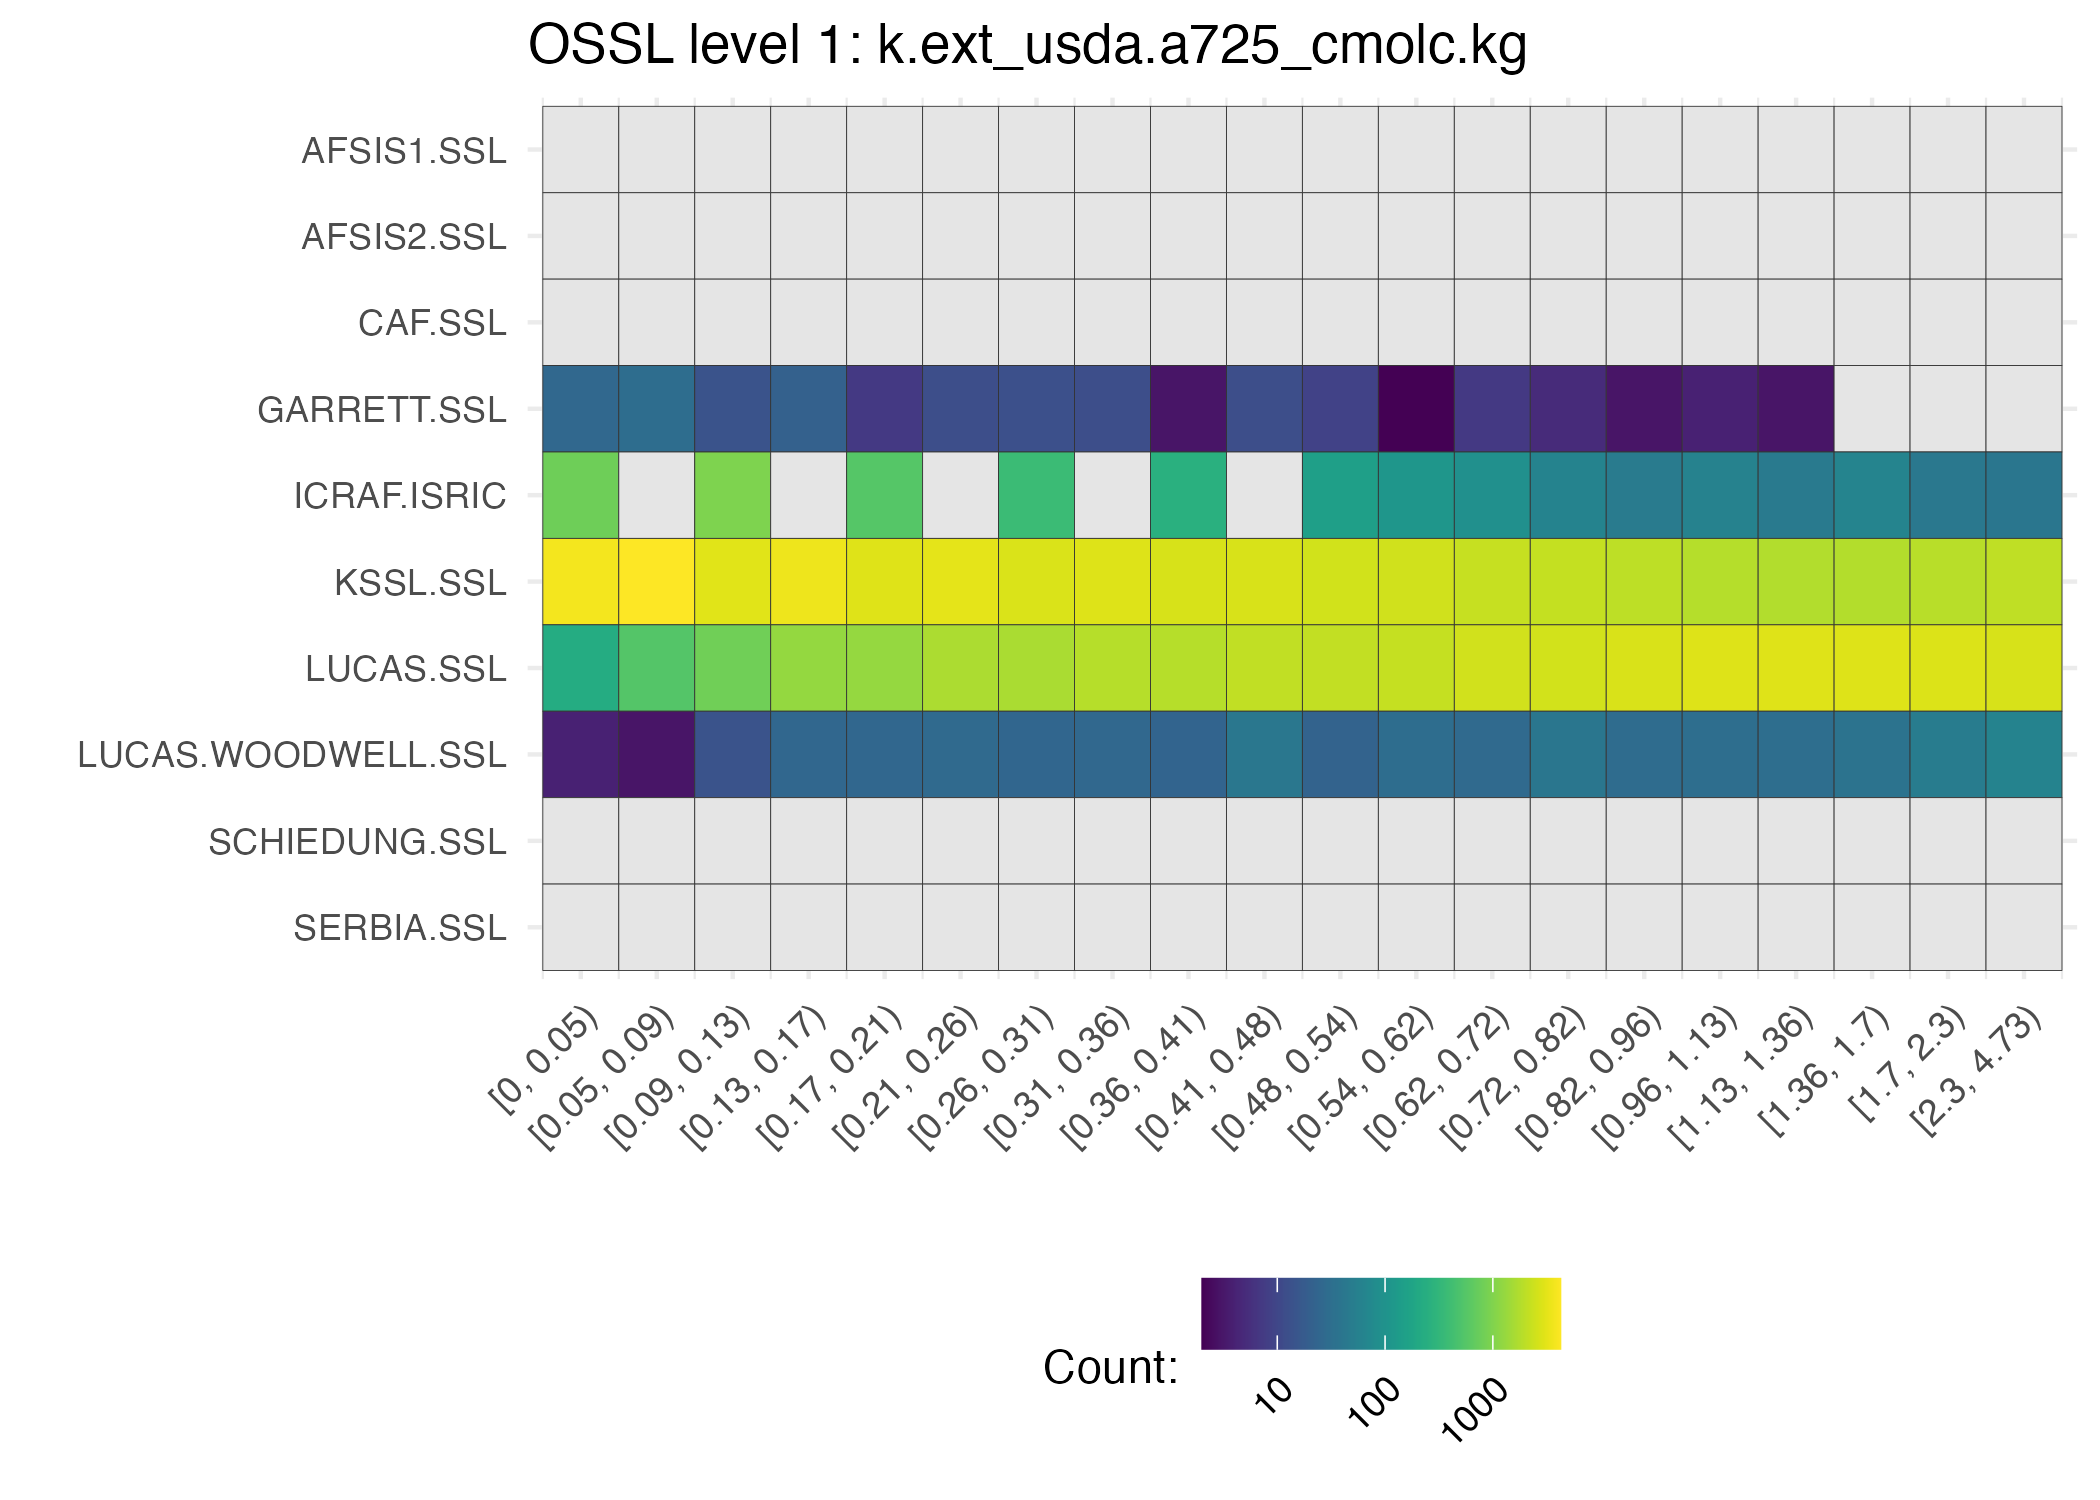 OSSL level 1: k.ext_usda.a725_cmolc.kg
AFSIS1.SSL
AFSIS2.SSL
CAF.SSL
GARRETT.SSL
ICRAF.ISRIC
KSSL.SSL
LUCAS.SSL
LUCAS.WOODWELL.SSL
SCHIEDUNG.SSL
SERBIA.SSL
[0, 0.05)
[0.05, 0.09)
[0.09, 0.13)
[0.13, 0.17)
[0.17, 0.21)
[0.21, 0.26)
[0.26, 0.31)
[0.31, 0.36)
[0.36, 0.41)
[0.41, 0.48)
[0.48, 0.54)
[0.54, 0.62)
[0.62, 0.72)
[0.72, 0.82)
[0.82, 0.96)
[0.96, 1.13)
[1.13, 1.36)
[1.36, 1.7)
[1.7, 2.3)
[2.3, 4.73)
Count:
10
100
1000